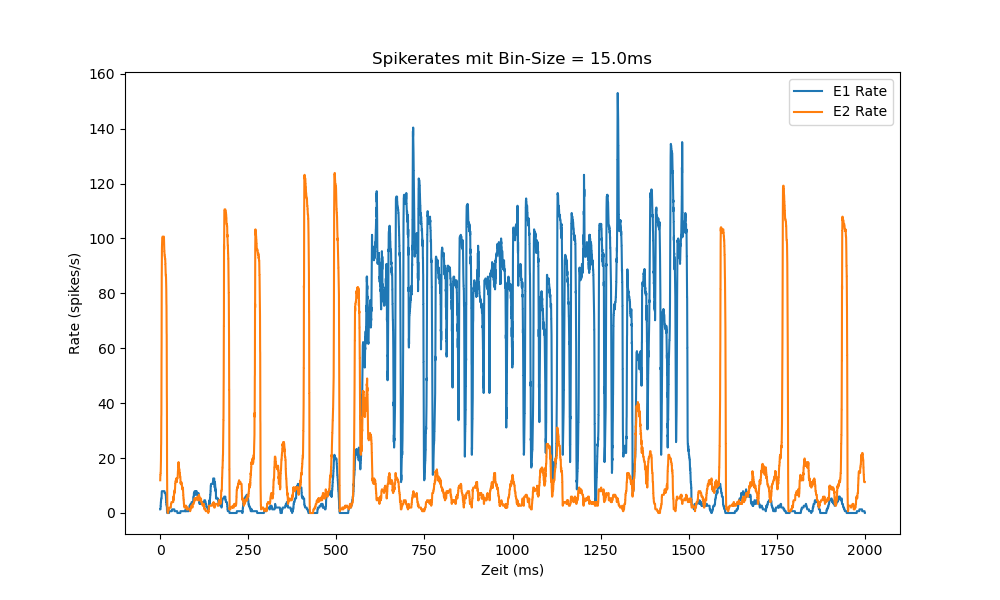 Spikerates mit Bin-Size = 15.0ms
E1 Rate
E2 Rate
Rate (spikes/s)
160
140
120
100
80
60
40
20
0
0 250 500 750 1000 1250 1500 1750 2000
Zeit (ms)